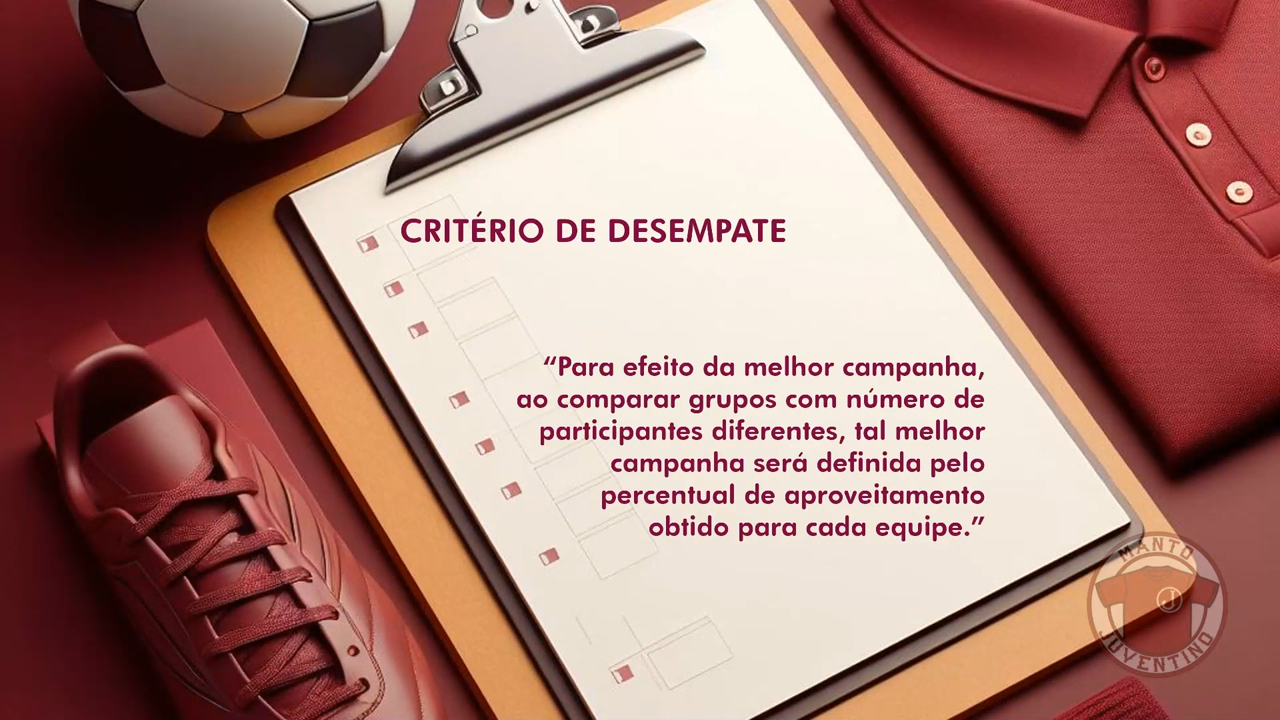 CRITÉRIO DE DESEMPATE
“Para efeito da melhor campanha,
ao comparar grupos com número de
participantes diferentes, tal melhor
campanha será definida pelo
percentual de aproveitamento
obtido para cada equipe.”
MANTO
J
JUVENTINO